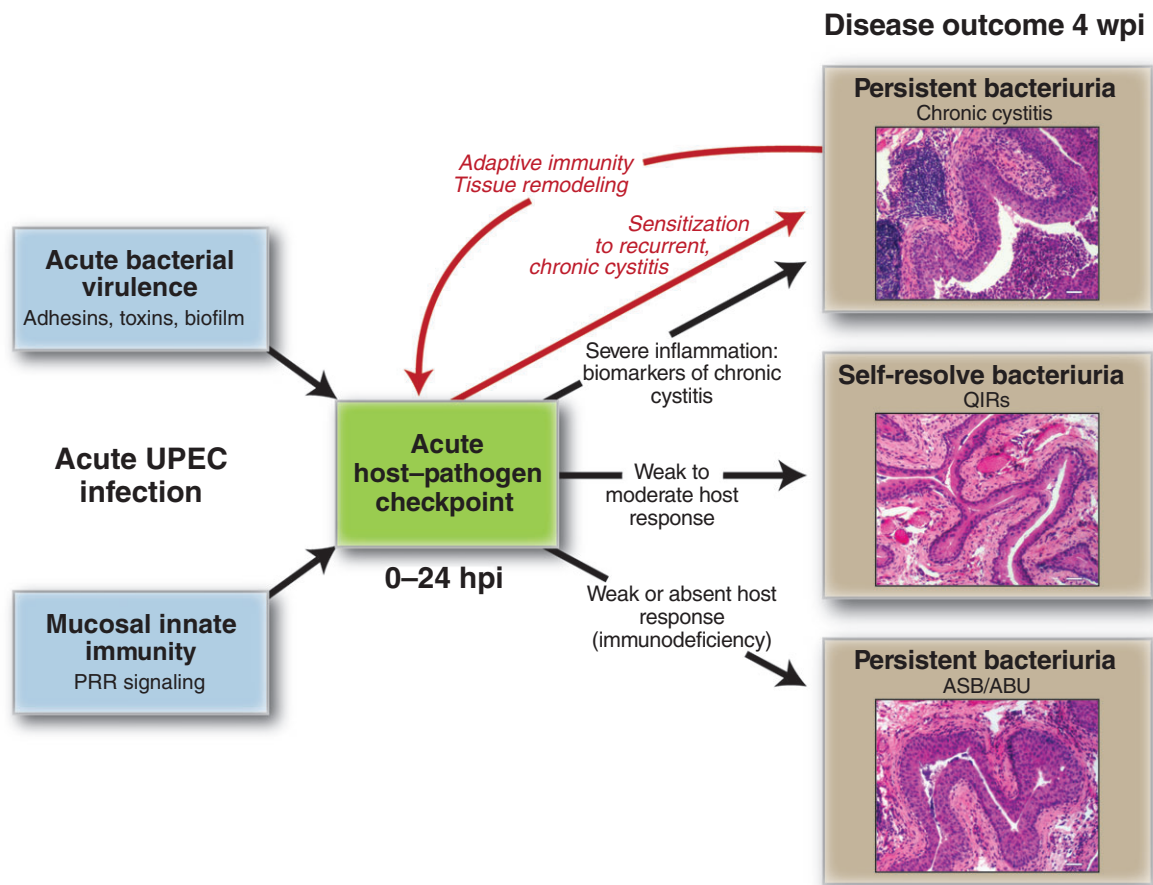 Disease outcome 4 wpi
Persistent bacteriuria
Chronic cystitis
Adaptive immunity
Tissue remodeling
Sensitization
to recurrent,
chronic cystitis
Acute bacterial
virulence
Adhesins, toxins, biofilm
Severe inflammation:
biomarkers of chronic
cystitis
Self-resolve bacteriuria
QIRs
Acute UPEC
infection
Acute
host–pathogen
checkpoint
0–24 hpi
Weak to
moderate host
response
Weak or absent host
response
(immunodeficiency)
Mucosal innate
immunity
PRR signaling
Persistent bacteriuria
ASB/ABU